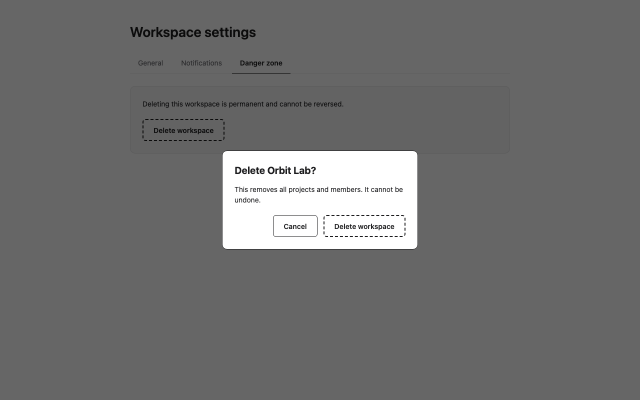 Workspace settings
General
Notifications
Danger zone
Deleting this workspace is permanent and cannot be reversed.
Delete workspace
Delete Orbit Lab?
This removes all projects and members. It cannot be
undone.
Cancel
Delete workspace